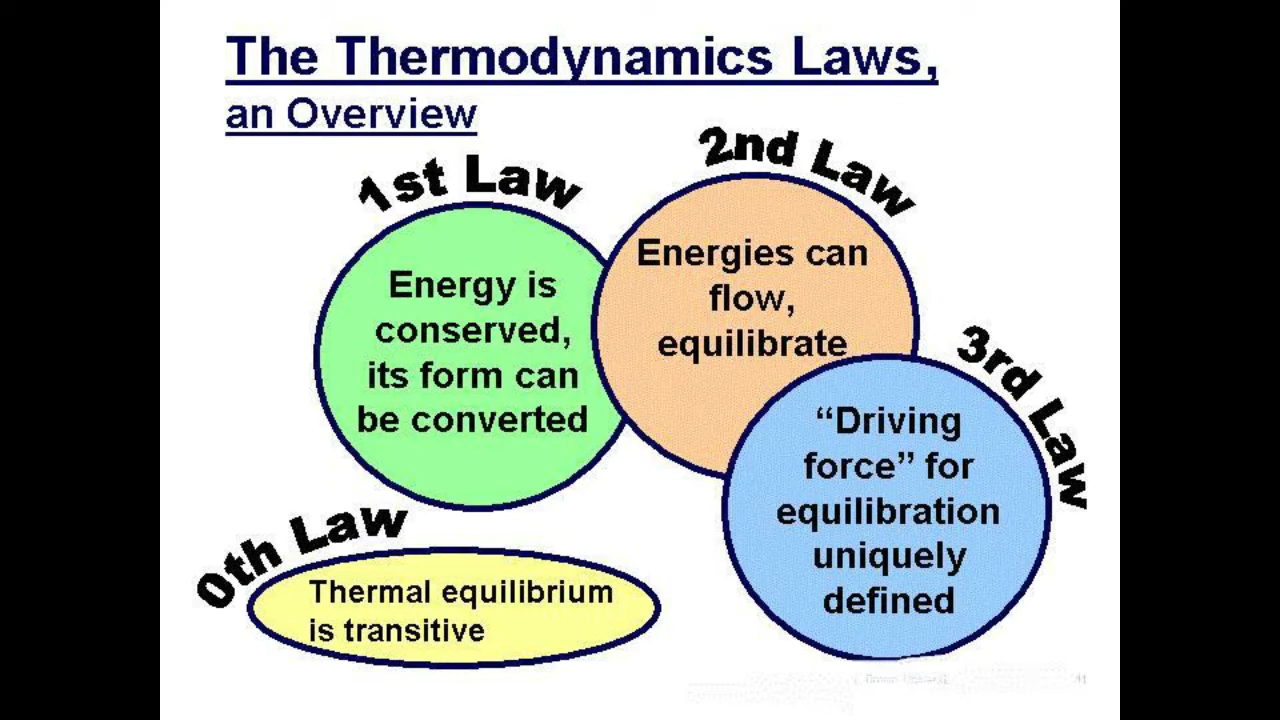 The Thermodynamics Laws,
an Overview
1st Law
Energy is
conserved,
its form can
be converted
2nd Law
Energies can
flow,
equilibrate
3rd Law
“Driving
force” for
equilibration
uniquely
defined
0th Law
Thermal equilibrium
is transitive